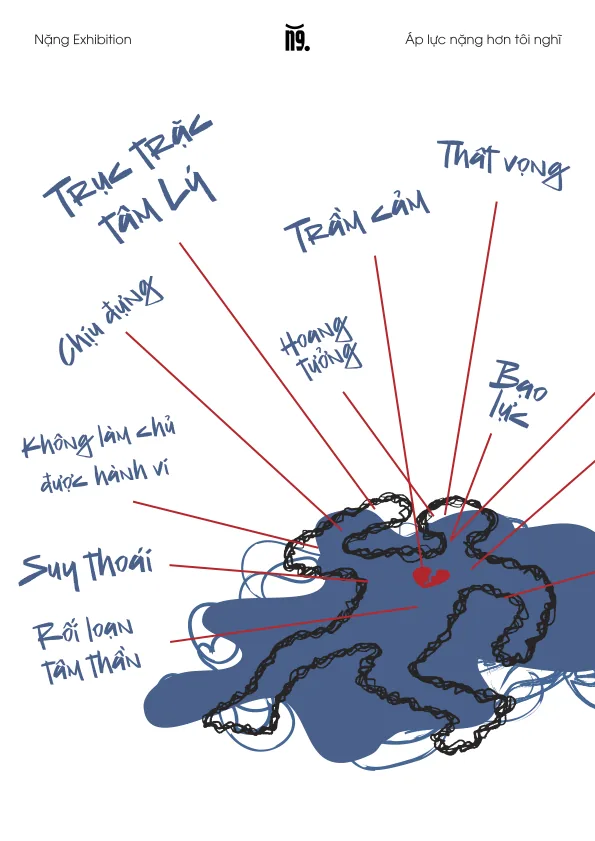 Nặng Exhibition
ng.
Áp lực nặng hơn tôi nghĩ
Trục trặc
tâm lý
Thất vọng
Trầm cảm
Chịu đựng
Hoang
tưởng
Bạo
lực
Không làm chủ
được hành vi
Suy thoái
Rối loạn
tâm thần